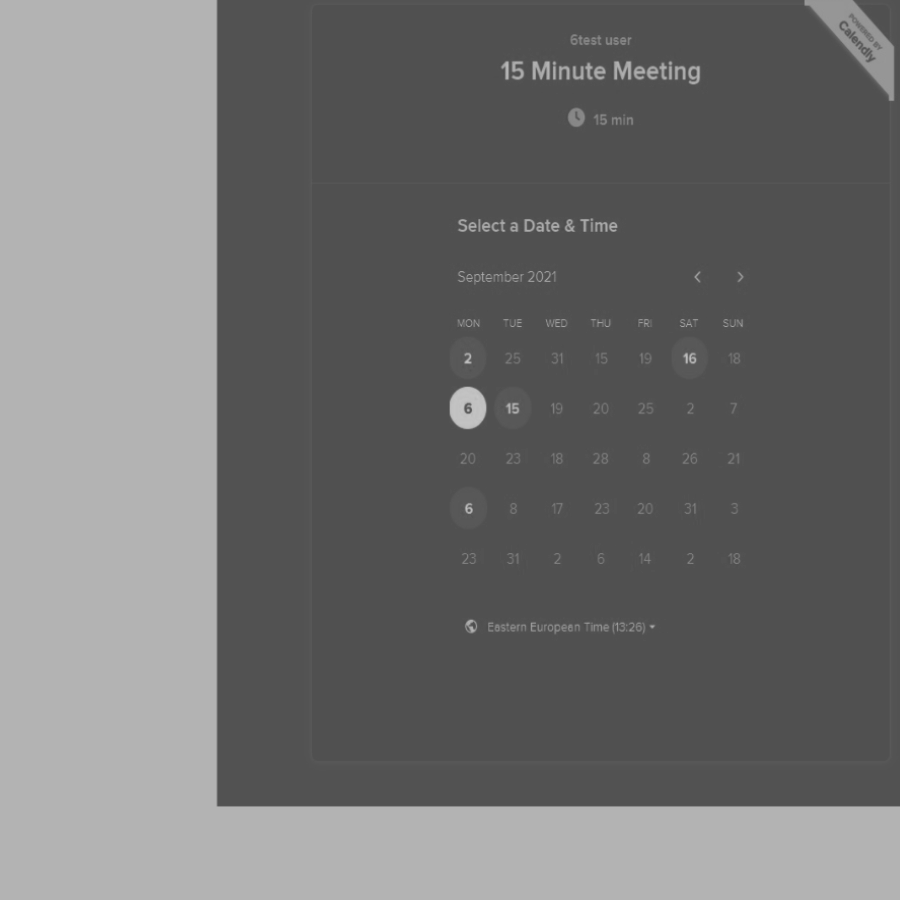 POWERED BY
Calendly
6test user
15 Minute Meeting
15 min
Select a Date & Time
September 2021
MON TUE WED THU FRI SAT SUN
2 25 31 15 19 16 18
6 15 19 20 25 2 7
20 23 18 28 8 26 21
6 8 17 23 20 31 3
23 31 2 6 14 2 18
Eastern European Time (13:26)